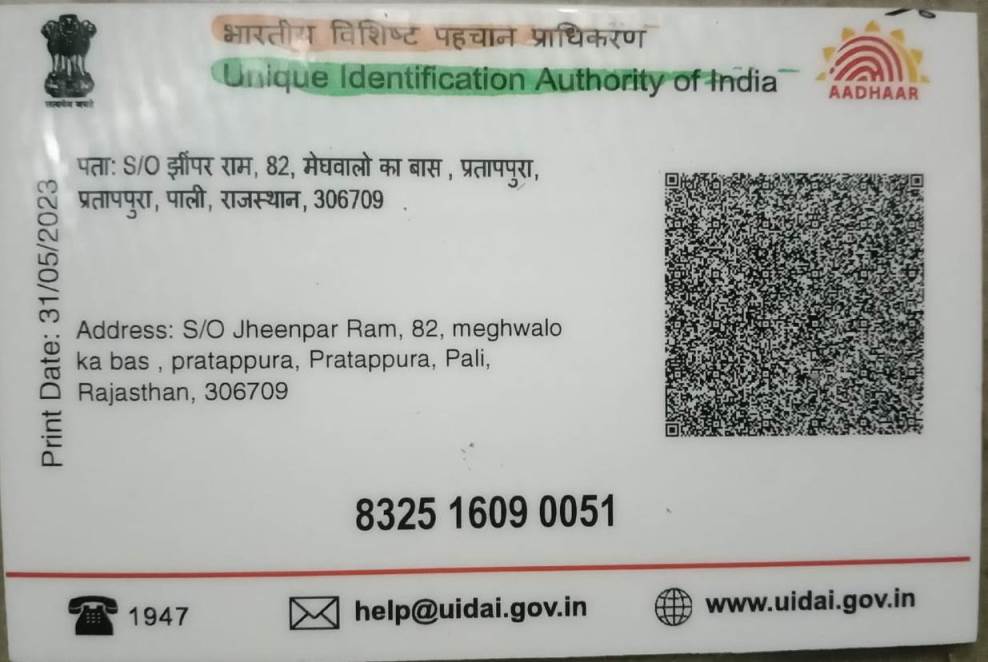 भारतीय विशिष्ट पहचान प्राधिकरण
Unique Identification Authority of India
AADHAAR
सत्यमेव जयते
पता: S/O झींपर राम, 82, मेघवालो का बास , प्रतापपुरा,
प्रतापपुरा, पाली, राजस्थान, 306709
Print Date: 31/05/2023
Address: S/O Jheenpar Ram, 82, meghwalo
ka bas , pratappura, Pratappura, Pali,
Rajasthan, 306709
8325 1609 0051
1947
help@uidai.gov.in
www.uidai.gov.in